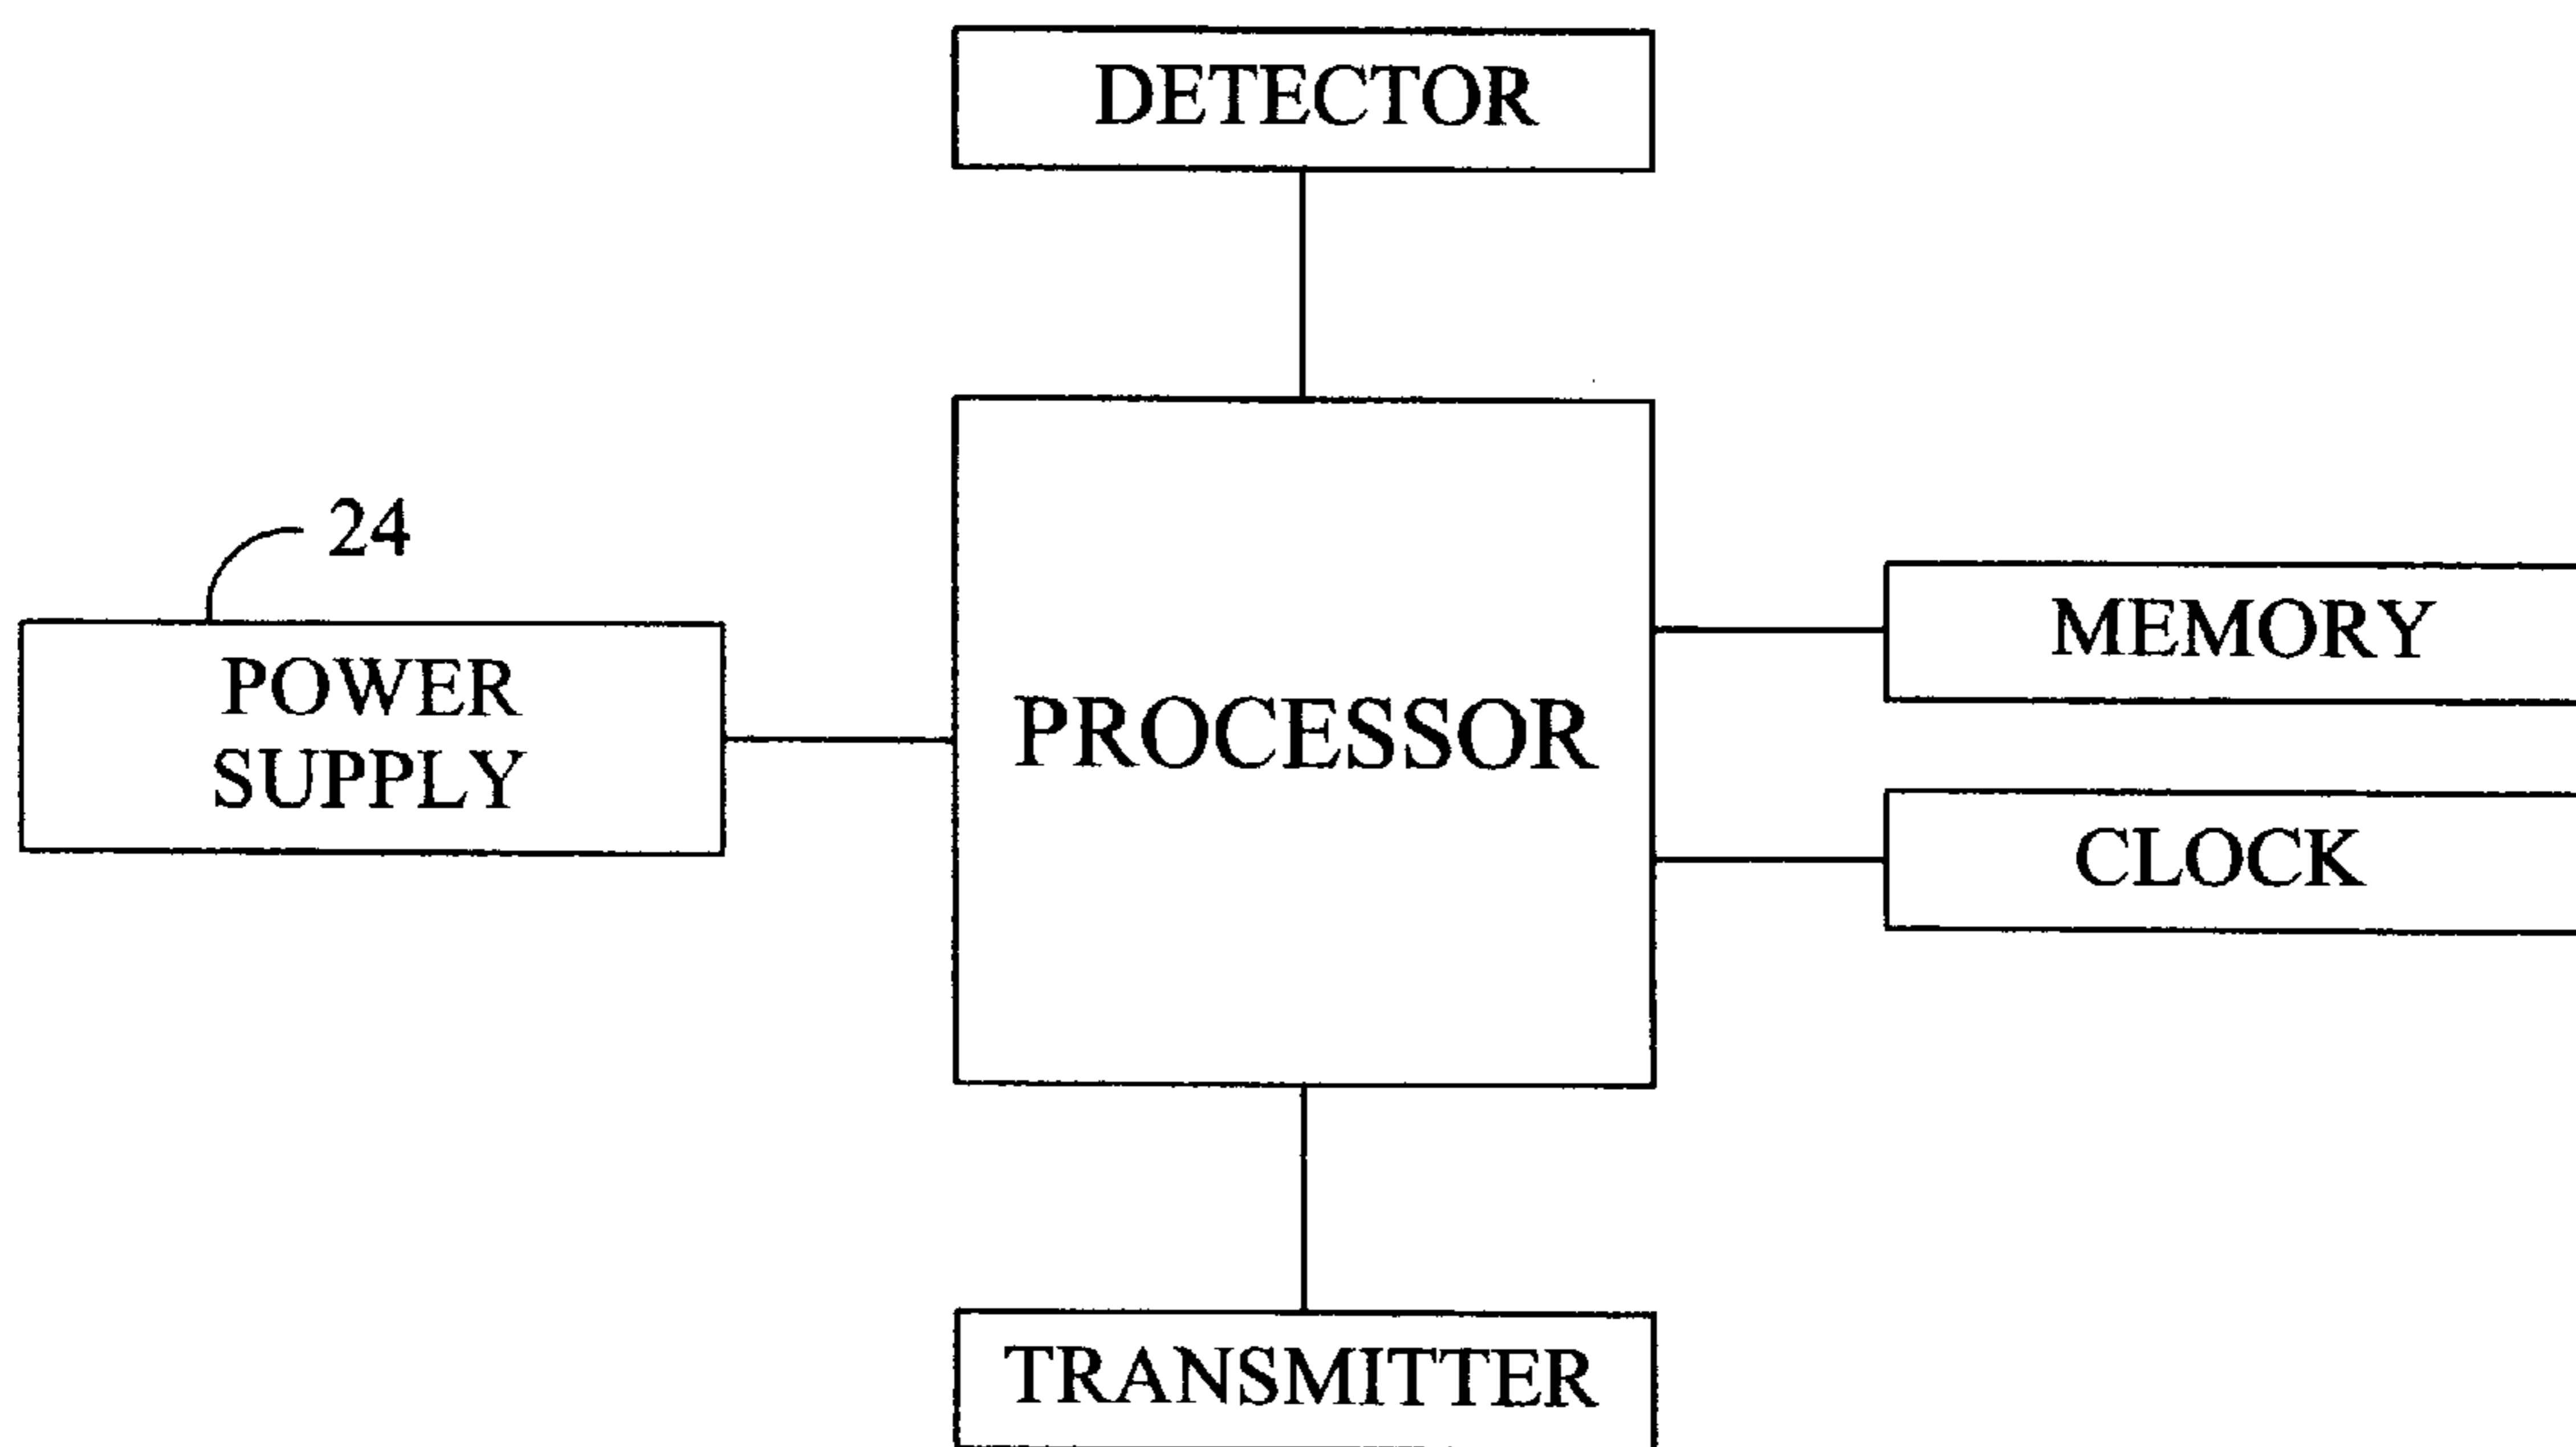 DETECTOR
24
POWER
SUPPLY
PROCESSOR
MEMORY
CLOCK
TRANSMITTER